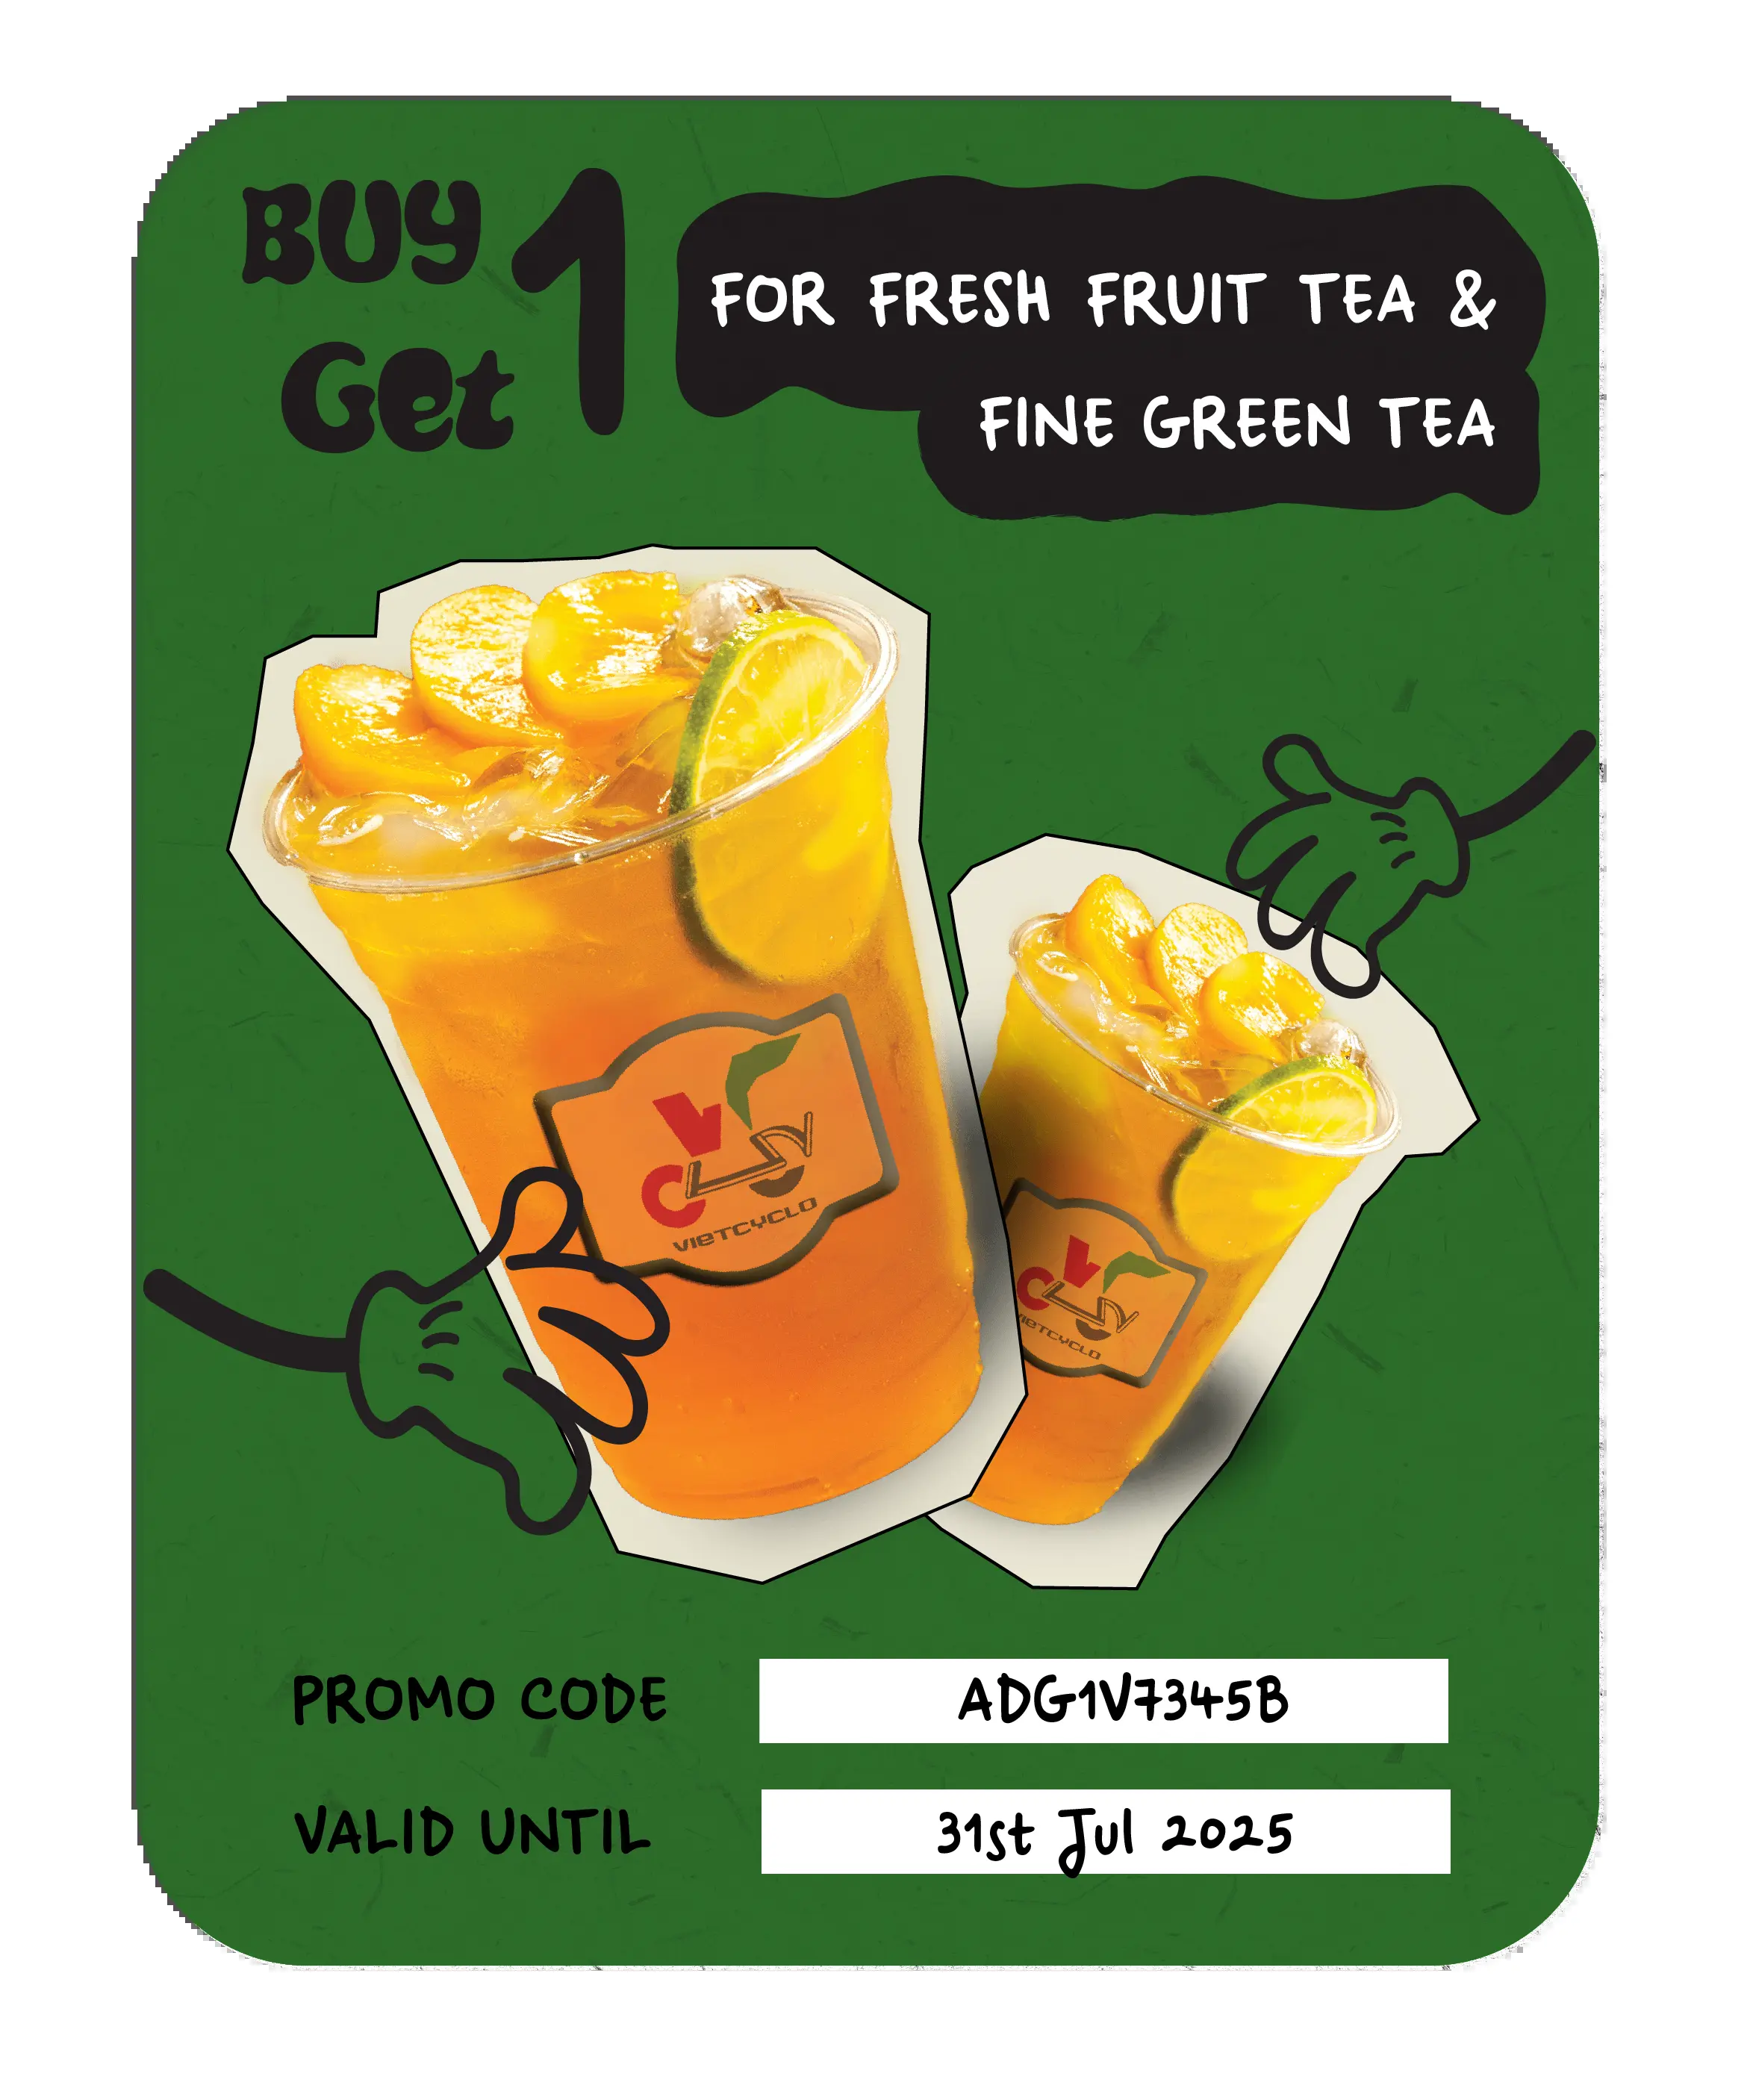 BUY 1
Get
FOR FRESH FRUIT TEA &
FINE GREEN TEA
VIETCYCLO
VIETCYCLO
PROMO CODE
ADG1V7345B
VALID UNTIL
31st Jul 2025